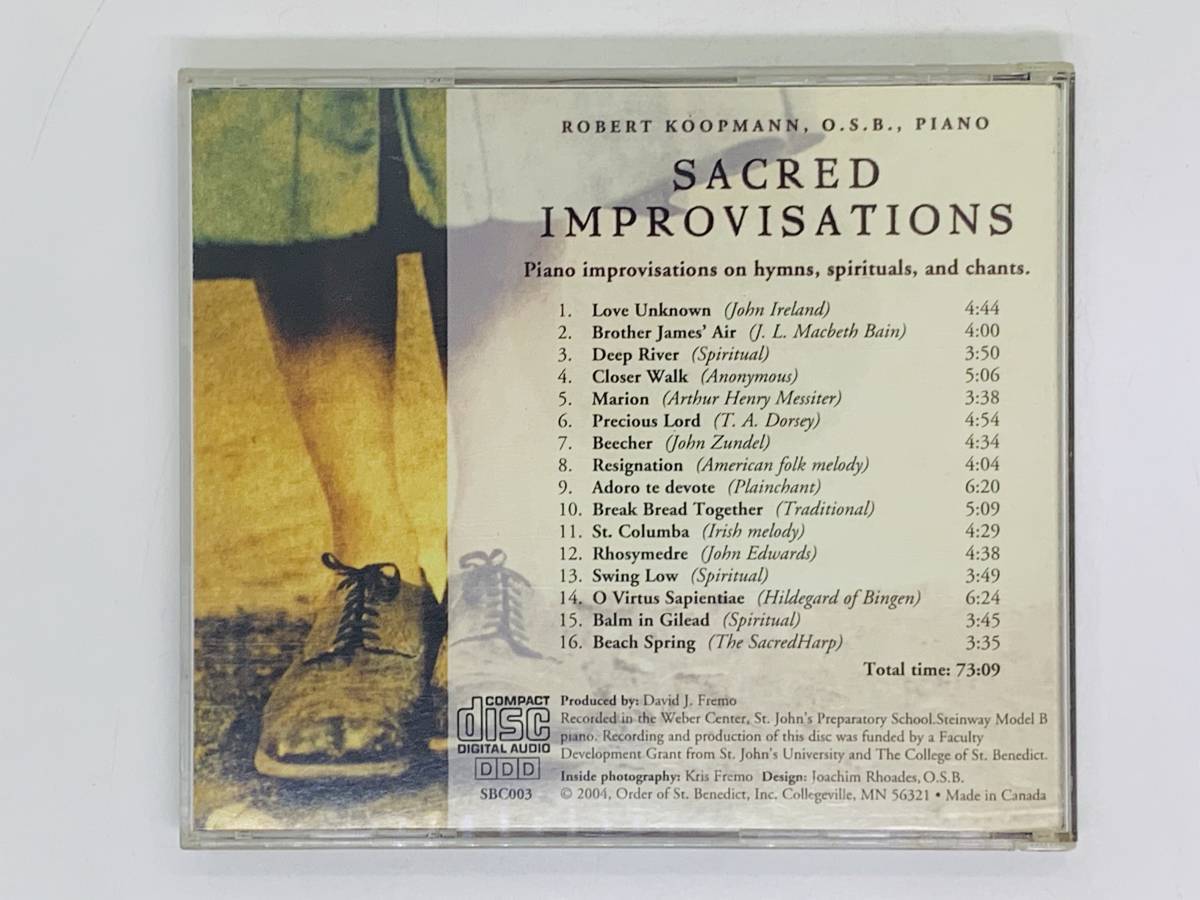 ROBERT KOOPMANN, O.S.B., PIANO
SACRED
IMPROVISATIONS
Piano improvisations on hymns, spirituals, and chants.
1. Love Unknown (John Ireland) 4:44
2. Brother James' Air (J. L. Macbeth Bain) 4:00
3. Deep River (Spiritual) 3:50
4. Closer Walk (Anonymous) 5:06
5. Marion (Arthur Henry Messiter) 3:38
6. Precious Lord (T. A. Dorsey) 4:54
7. Beecher (John Zundel) 4:34
8. Resignation (American folk melody) 4:04
9. Adoro te devote (Plainchant) 6:20
10. Break Bread Together (Traditional) 5:09
11. St. Columba (Irish melody) 4:29
12. Rhosymedre (John Edwards) 4:38
13. Swing Low (Spiritual) 3:49
14. O Virtus Sapientiae (Hildegard of Bingen) 6:24
15. Balm in Gilead (Spiritual) 3:45
16. Beach Spring (The SacredHarp) 3:35
Total time: 73:09
COMPACT
disc
DIGITAL AUDIO
DDD
SBC003
Produced by: David J. Fremo
Recorded in the Weber Center, St. John's Preparatory School.Steinway Model B
piano. Recording and production of this disc was funded by a Faculty
Development Grant from St. John's University and The College of St. Benedict.
Inside photography: Kris Fremo Design: Joachim Rhoades, O.S.B.
© 2004, Order of St. Benedict, Inc. Collegeville, MN 56321 • Made in Canada